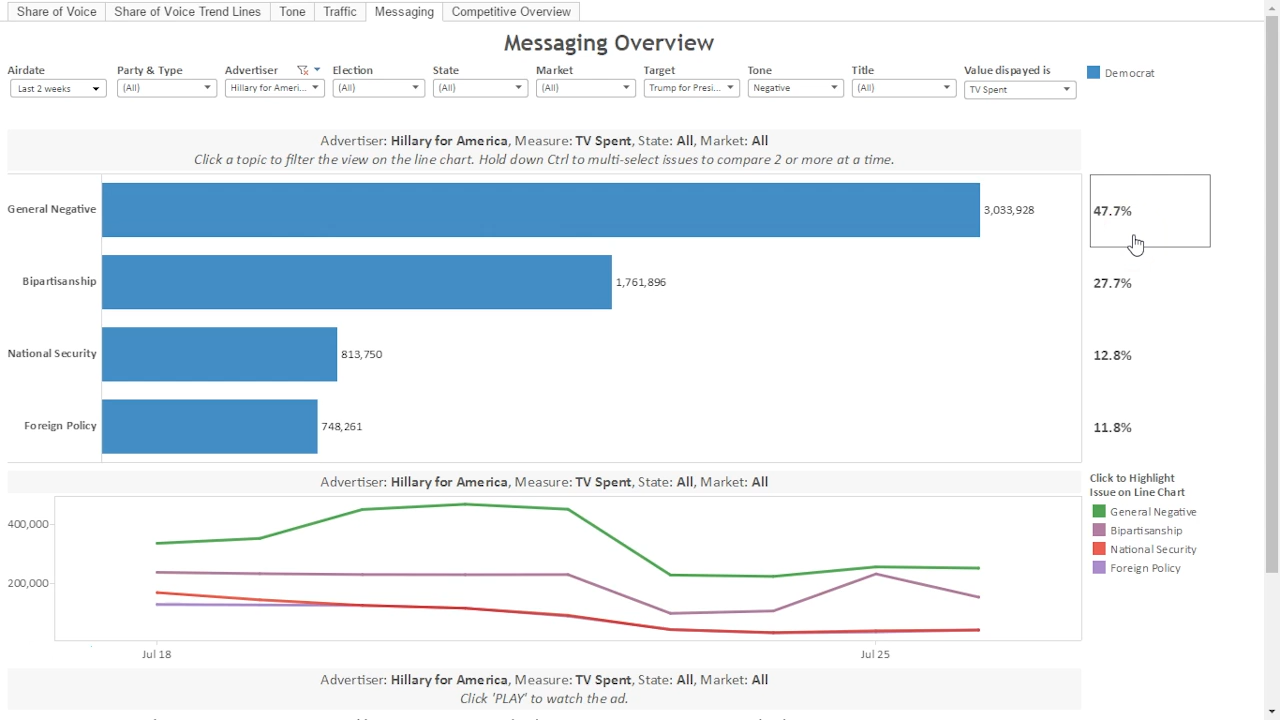 Share of Voice Share of Voice Trend Lines Tone Traffic Messaging Competitive Overview
Messaging Overview
Airdate Party & Type Advertiser Election State Market Target Tone Title Value dispayed is
Last 2 weeks (All) Hillary for Ameri... (All) (All) (All) Trump for Presi... Negative (All) TV Spent
Democrat
Advertiser: Hillary for America, Measure: TV Spent, State: All, Market: All
Click a topic to filter the view on the line chart. Hold down Ctrl to multi-select issues to compare 2 or more at a time.
General Negative 3,033,928 47.7%
Bipartisanship 1,761,896 27.7%
National Security 813,750 12.8%
Foreign Policy 748,261 11.8%
Advertiser: Hillary for America, Measure: TV Spent, State: All, Market: All
Click to Highlight
Issue on Line Chart
General Negative
Bipartisanship
National Security
Foreign Policy
400,000
200,000
Jul 18 Jul 25
Advertiser: Hillary for America, Measure: TV Spent, State: All, Market: All
Click 'PLAY' to watch the ad.